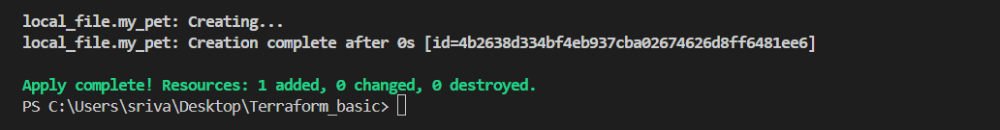 local_file.my_pet: Creating...
local_file.my_pet: Creation complete after 0s [id=4b2638d334bf4eb937cba02674626d8ff6481ee6]
Apply complete! Resources: 1 added, 0 changed, 0 destroyed.
PS C:\Users\sriva\Desktop\Terraform_basic>